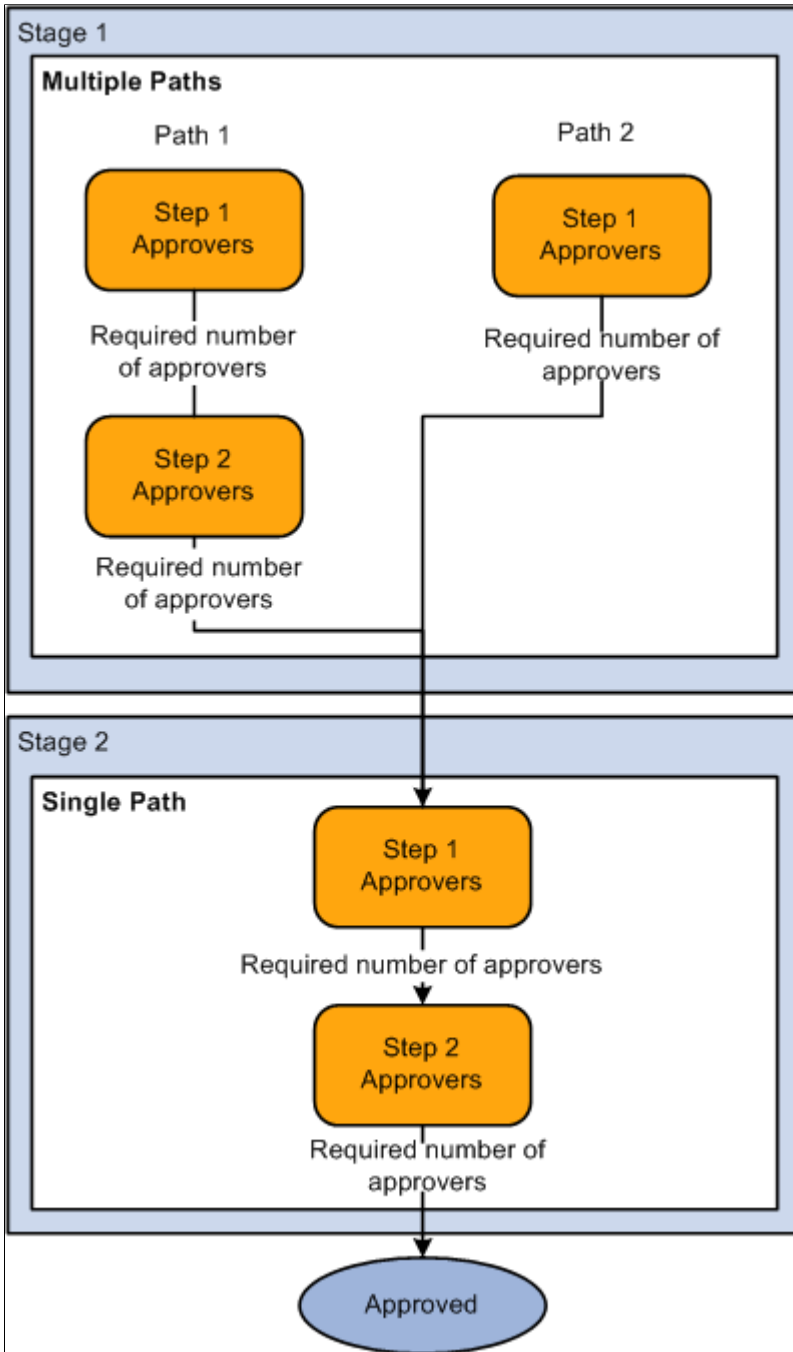 Stage 1
Multiple Paths
Path 1
Path 2
Step 1
Approvers
Step 1
Approvers
Required number
of approvers
Required number of
approvers
Step 2
Approvers
Required number
of approvers
Stage 2
Single Path
Step 1
Approvers
Required number of approvers
Step 2
Approvers
Required number of
approvers
Approved